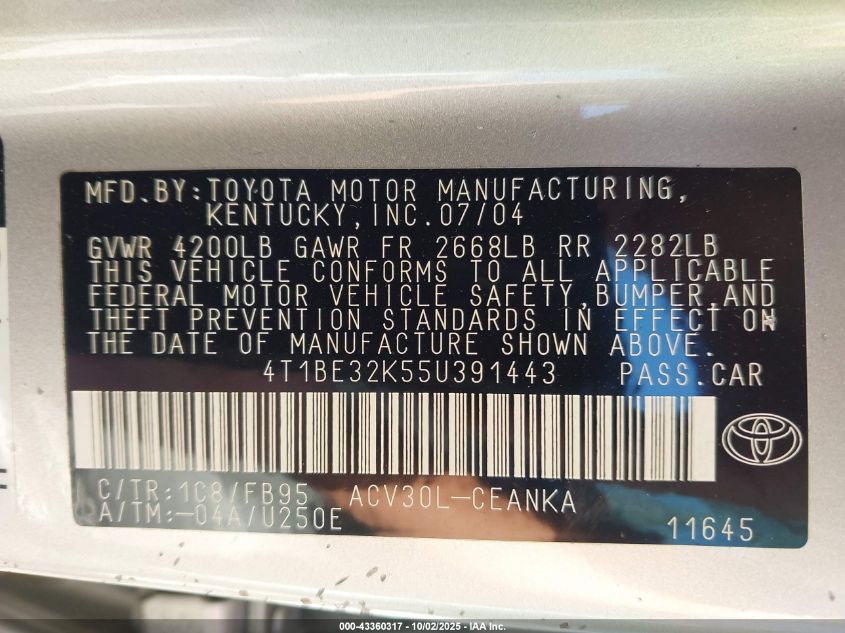 MFD.BY:TOYOTA MOTOR MANUFACTURING,
KENTUCKY,INC.07/04
GVWR 4200LB GAWR FR 2668LB RR 2282LB
THIS VEHICLE CONFORMS TO ALL APPLICABLE
FEDERAL MOTOR VEHICLE SAFETY,BUMPER,AND
THEFT PREVENTION STANDARDS IN EFFECT ON
THE DATE OF MANUFACTURE SHOWN ABOVE.
4T1BE32K55U391443 PASS.CAR
C/TR:1C8/FB95 ACV30L-CEANKA
A/TM:-04A/U250E
11645
000-43360317 - 10/02/2025 - IAA Inc.